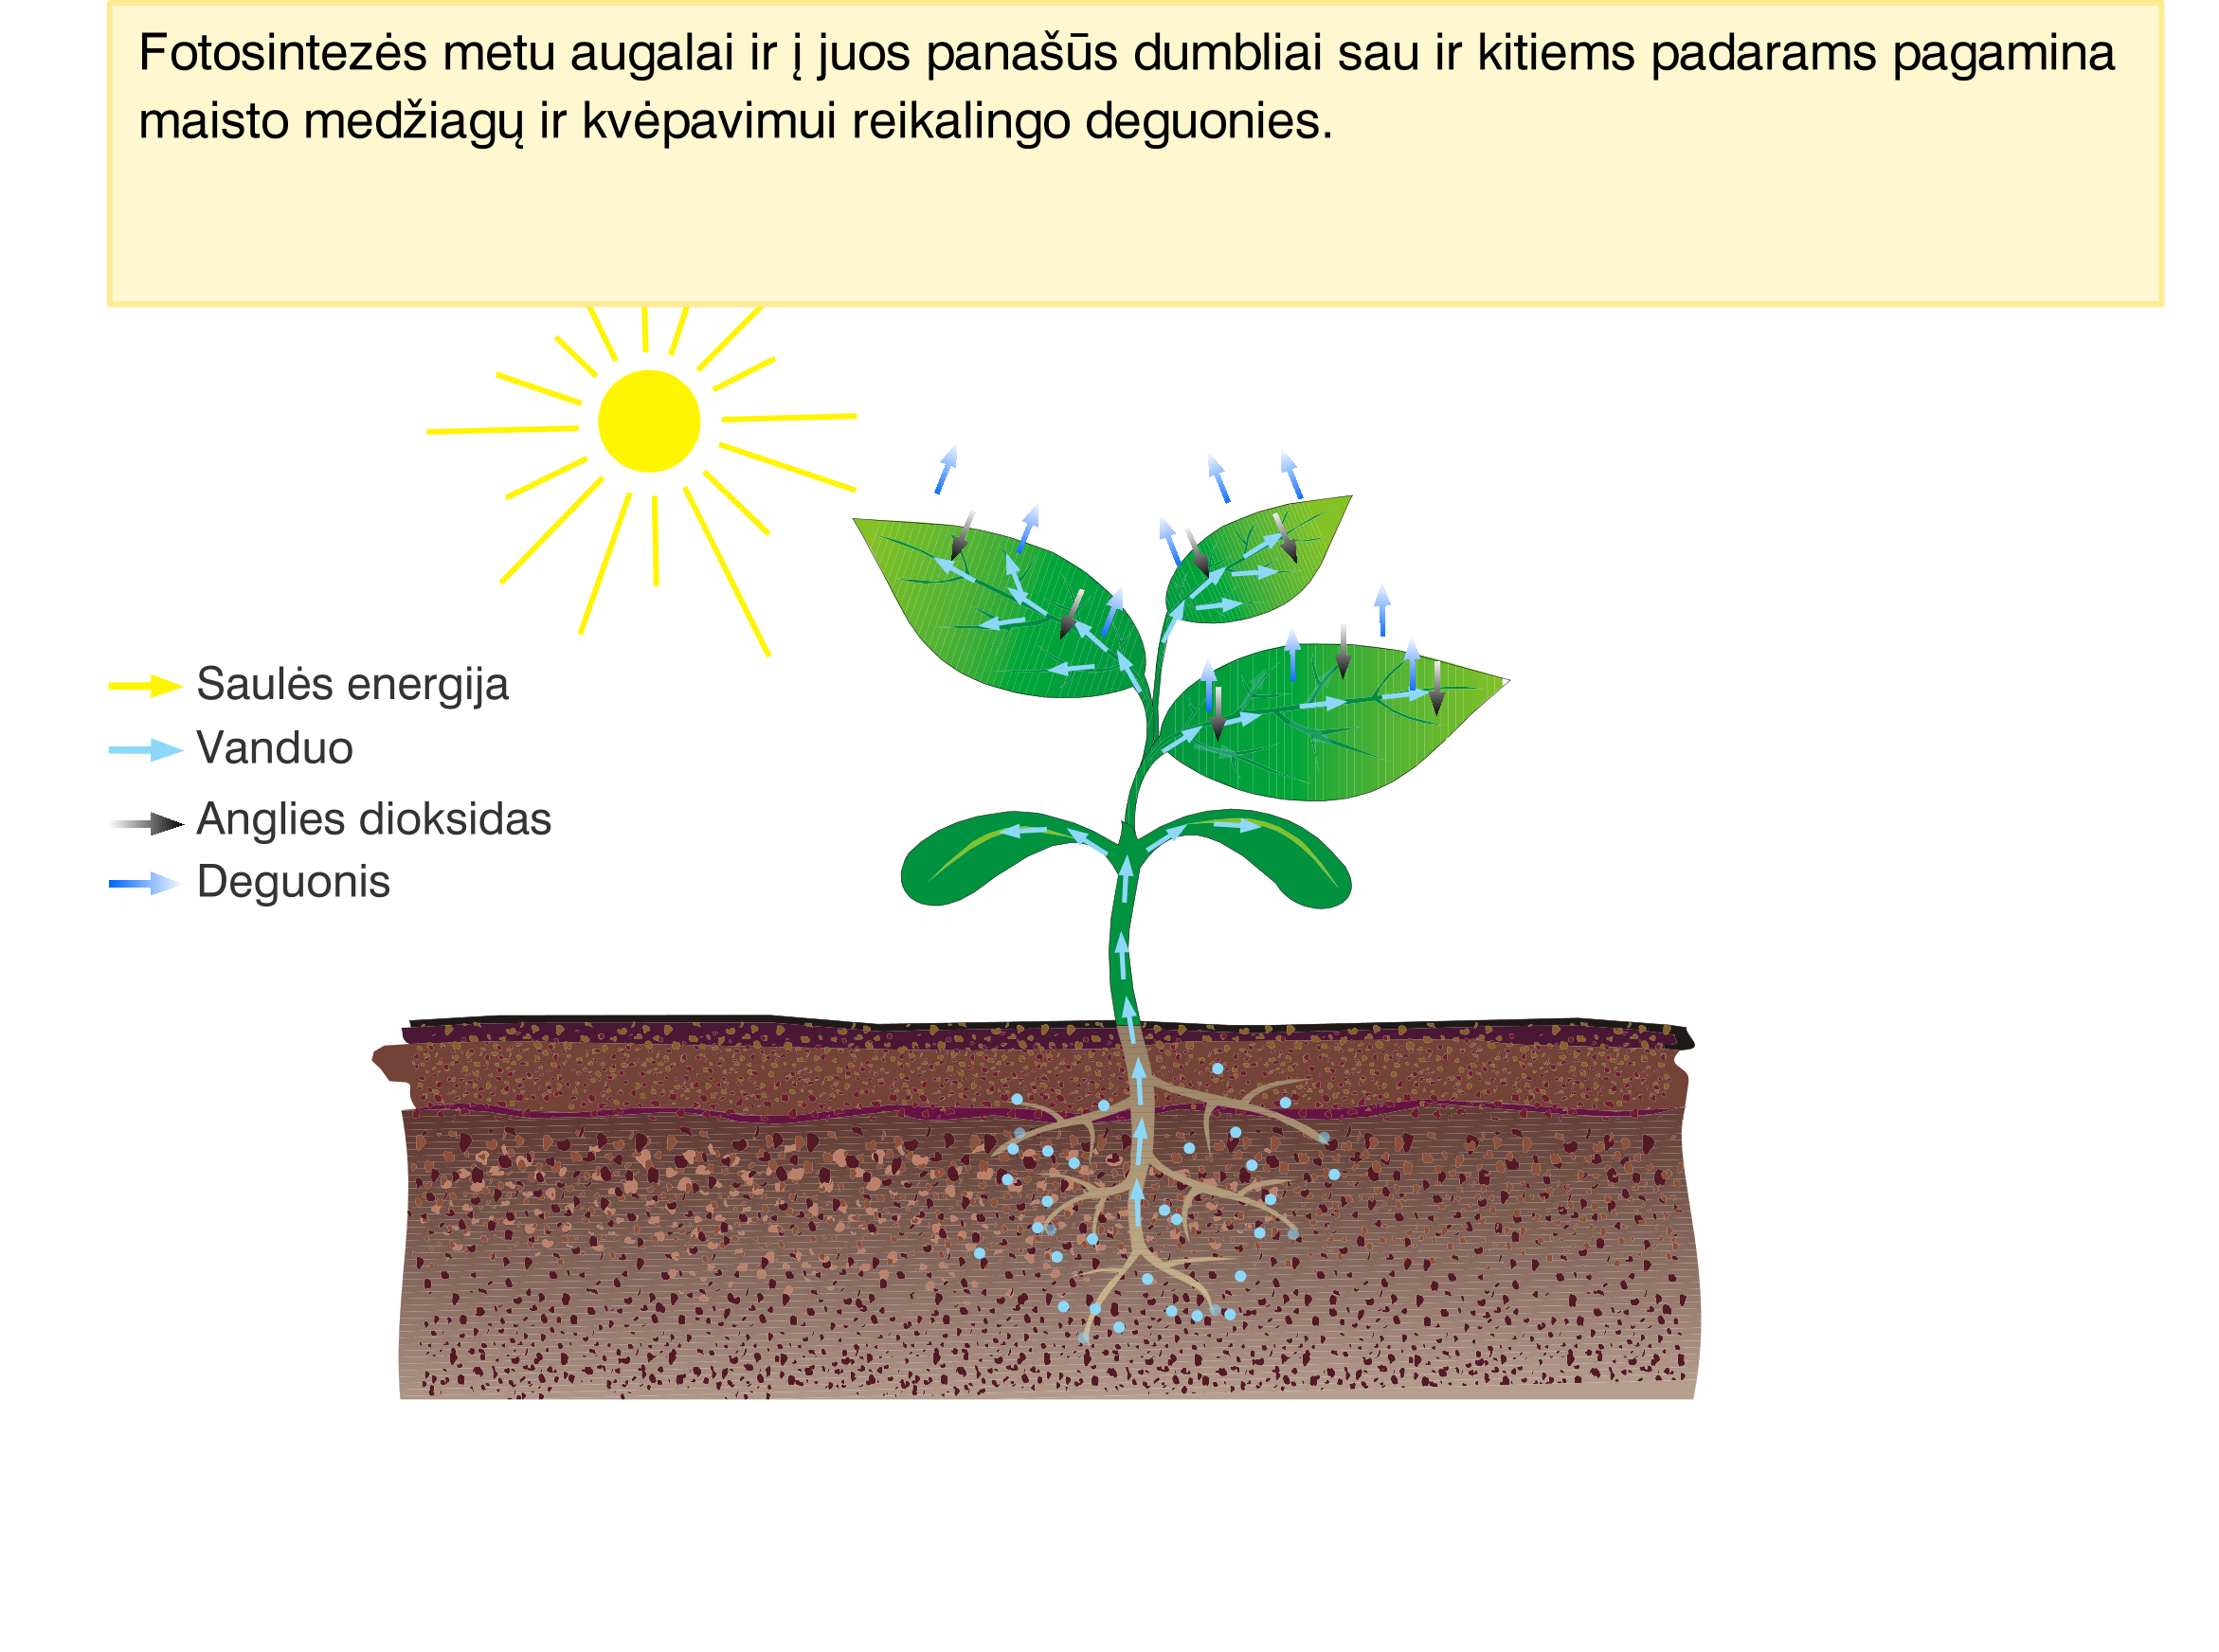 Fotosintezės metu augalai ir į juos panašūs dumbliai sau ir kitiems padarams pagamina
maisto medžiagų ir kvėpavimui reikalingo deguonies.
Saulės energija
Vanduo
Anglies dioksidas
Deguonis